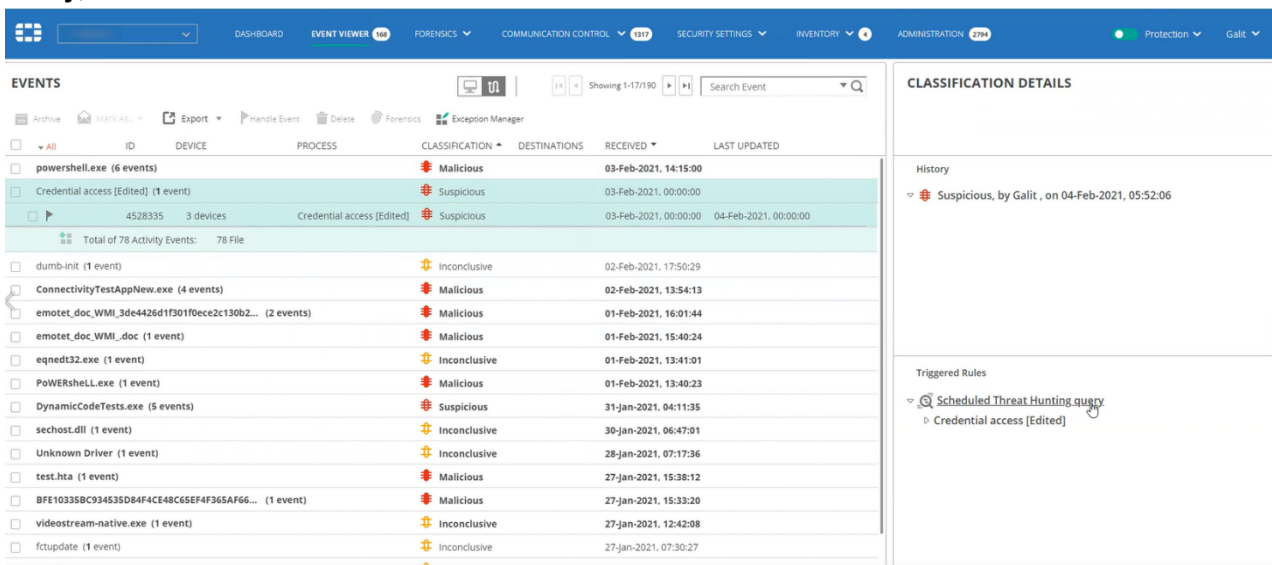 DASHBOARD EVENT VIEWER 168 FORENSICS COMMUNICATION CONTROL 1317 SECURITY SETTINGS INVENTORY 4 ADMINISTRATION 2794 Protection Galit
EVENTS
Showing 1-17/190 Search Event
Archive Mark As... Export Handle Event Delete Forensics Exception Manager
All ID DEVICE PROCESS CLASSIFICATION DESTINATIONS RECEIVED LAST UPDATED
powershell.exe (6 events) Malicious 03-Feb-2021, 14:15:00
Credential access [Edited] (1 event) Suspicious 03-Feb-2021, 00:00:00
4528335 3 devices Credential access [Edited] Suspicious 03-Feb-2021, 00:00:00 04-Feb-2021, 00:00:00
Total of 78 Activity Events: 78 File
dumb-init (1 event) Inconclusive 02-Feb-2021, 17:50:29
ConnectivityTestAppNew.exe (4 events) Malicious 02-Feb-2021, 13:54:13
emotet_doc_WMI_3de4426d1f301f0ece2c130b2... (2 events) Malicious 01-Feb-2021, 16:01:44
emotet_doc_WMI_.doc (1 event) Malicious 01-Feb-2021, 15:40:24
eqnedt32.exe (1 event) Inconclusive 01-Feb-2021, 13:41:01
PoWERsheLL.exe (1 event) Malicious 01-Feb-2021, 13:40:23
DynamicCodeTests.exe (5 events) Suspicious 31-Jan-2021, 04:11:35
sechost.dll (1 event) Inconclusive 30-Jan-2021, 06:47:01
Unknown Driver (1 event) Inconclusive 28-Jan-2021, 07:17:36
test.hta (1 event) Malicious 27-Jan-2021, 15:38:12
BFE10335BC934535D84F4CE48C65EF4F365AF66... (1 event) Malicious 27-Jan-2021, 15:33:20
videostream-native.exe (1 event) Inconclusive 27-Jan-2021, 12:42:08
fctupdate (1 event) Inconclusive 27-Jan-2021, 07:30:27
CLASSIFICATION DETAILS
History
Suspicious, by Galit , on 04-Feb-2021, 05:52:06
Triggered Rules
Scheduled Threat Hunting query
Credential access [Edited]